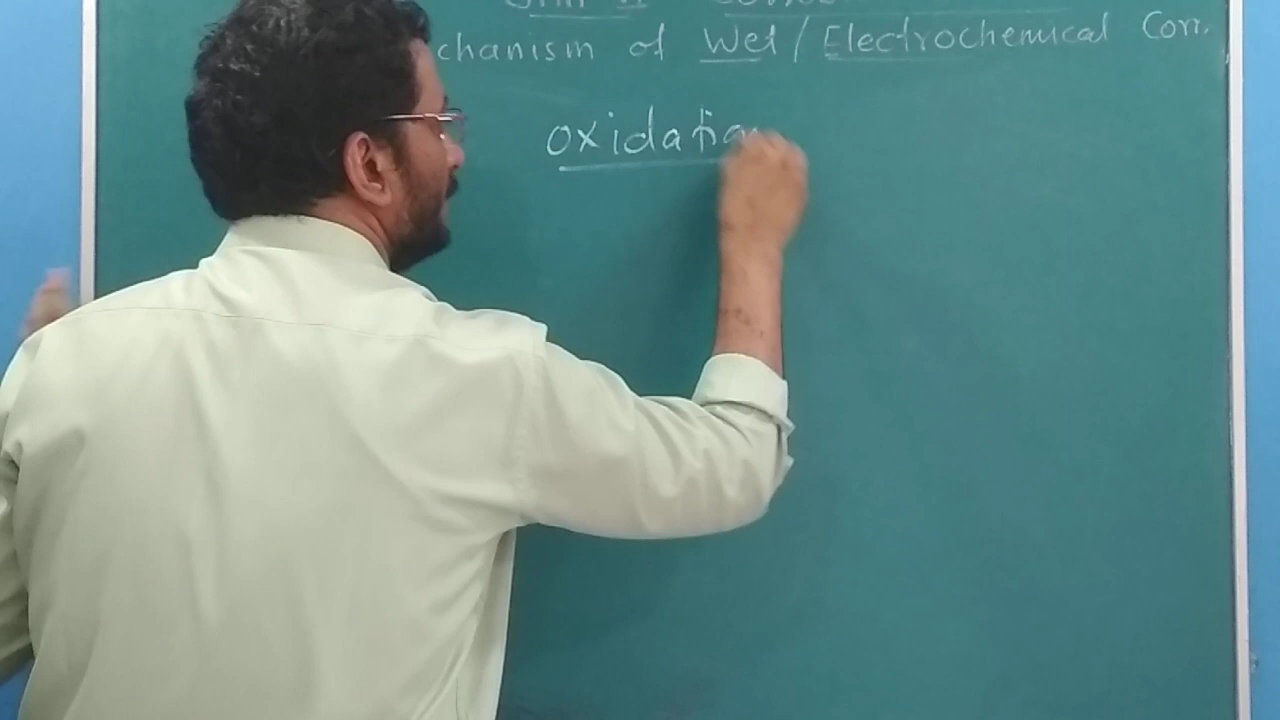 chanism of Wet / Electrochemical Corr.
oxidation